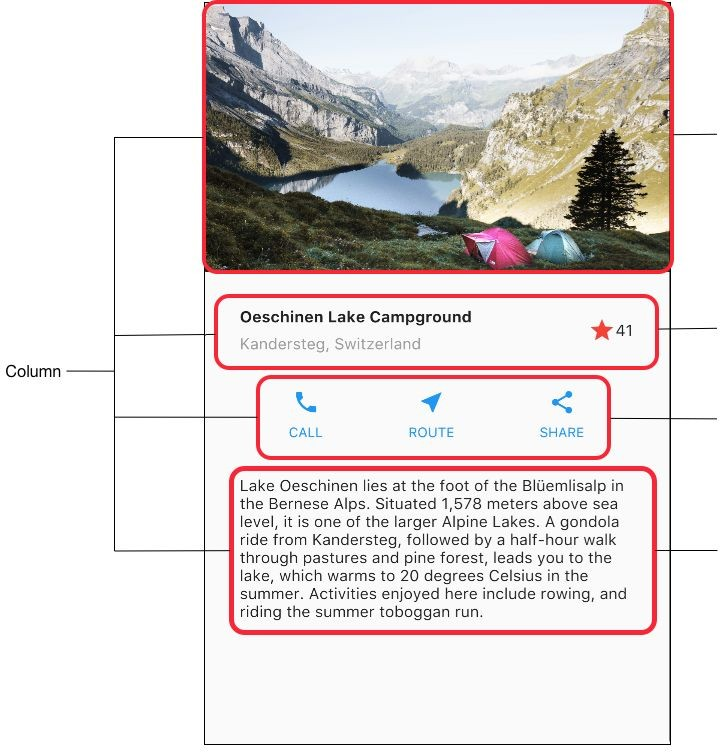 Column
Oeschinen Lake Campground
Kandersteg, Switzerland
41
CALL
ROUTE
SHARE
Lake Oeschinen lies at the foot of the Blüemlisalp in
the Bernese Alps. Situated 1,578 meters above sea
level, it is one of the larger Alpine Lakes. A gondola
ride from Kandersteg, followed by a half-hour walk
through pastures and pine forest, leads you to the
lake, which warms to 20 degrees Celsius in the
summer. Activities enjoyed here include rowing, and
riding the summer toboggan run.